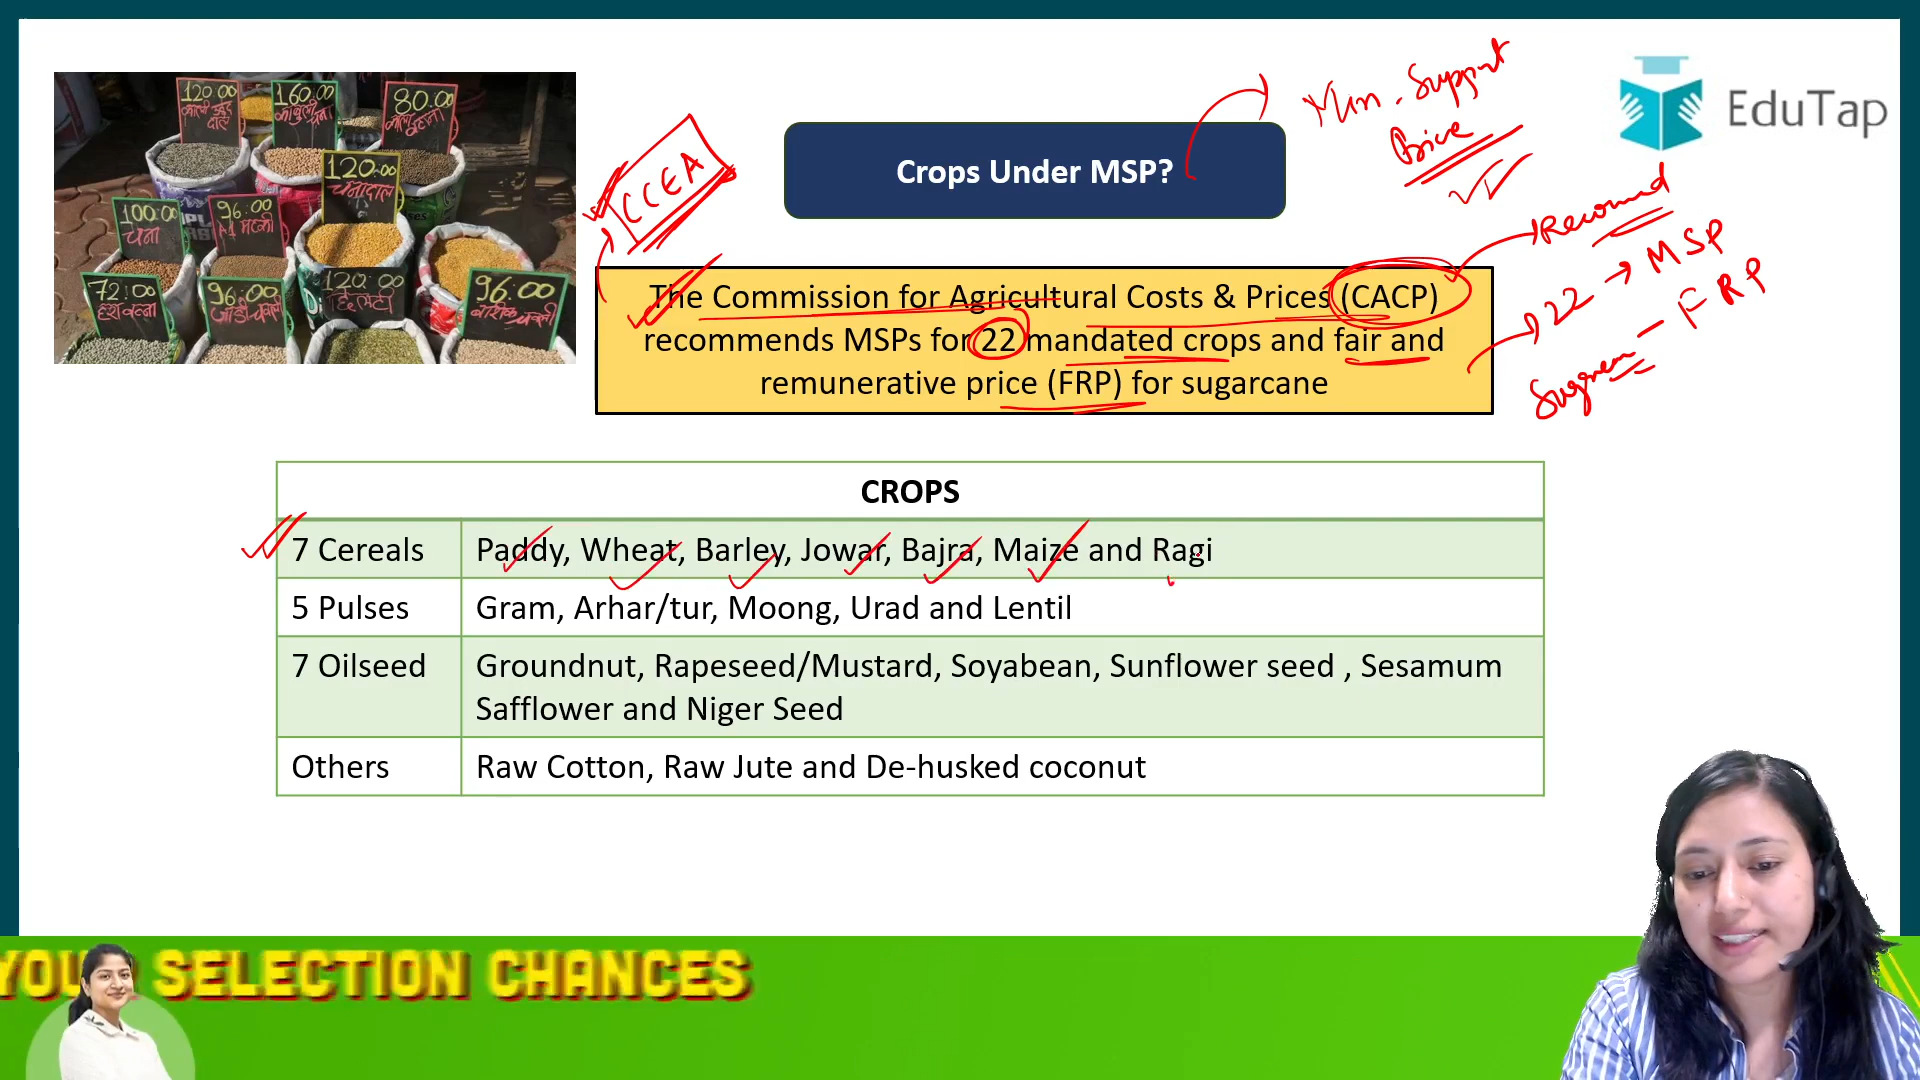 120.00
160.00
80.00
120.00
चनादाल
100.00
चना
96.00
मटकी
72.00
96.00
120.00
96.00
Crops Under MSP?
Min. Support
Price
EduTap
CCEA
Recommend
22 → MSP
Sugarcane - FRP
The Commission for Agricultural Costs & Prices (CACP)
recommends MSPs for 22 mandated crops and fair and
remunerative price (FRP) for sugarcane
CROPS
7 Cereals Paddy, Wheat, Barley, Jowar, Bajra, Maize and Ragi
5 Pulses Gram, Arhar/tur, Moong, Urad and Lentil
7 Oilseed Groundnut, Rapeseed/Mustard, Soyabean, Sunflower seed , Sesamum
Safflower and Niger Seed
Others Raw Cotton, Raw Jute and De-husked coconut
SELECTION CHANCES